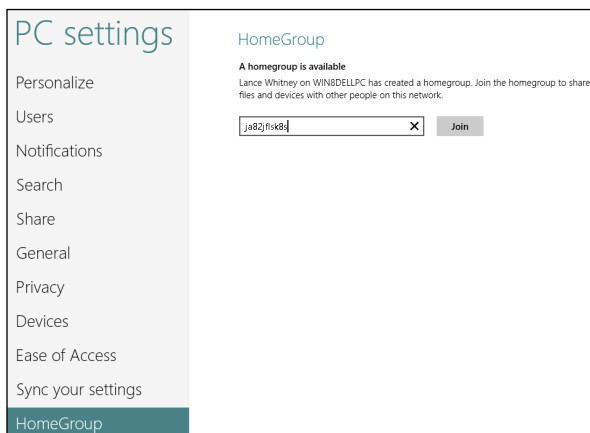 PC settings
Personalize
Users
Notifications
Search
Share
General
Privacy
Devices
Ease of Access
Sync your settings
HomeGroup
HomeGroup
A homegroup is available
Lance Whitney on WIN8DELLPC has created a homegroup. Join the homegroup to share
files and devices with other people on this network.
ja82jflsk8s
Join